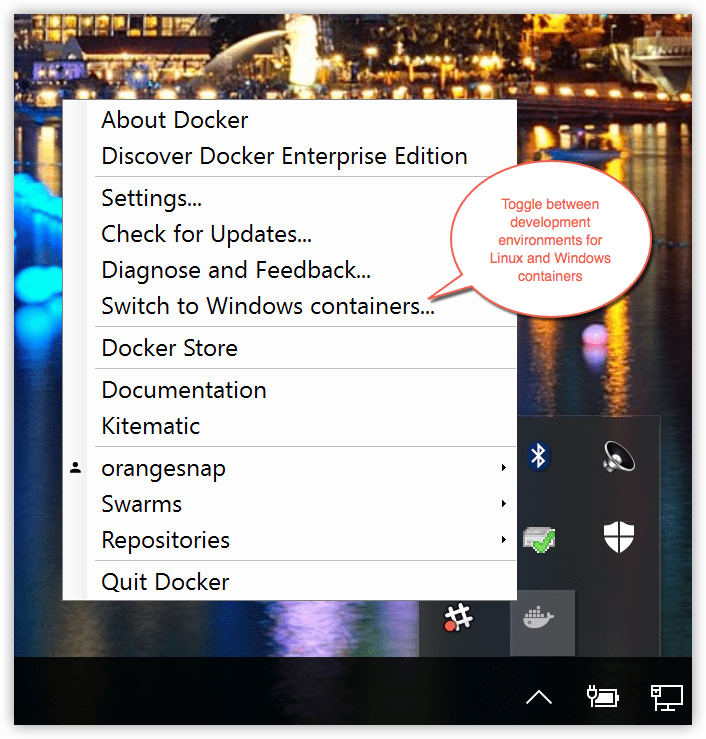 About Docker
Discover Docker Enterprise Edition
Settings...
Check for Updates...
Diagnose and Feedback...
Switch to Windows containers...
Toggle between
development
environments for
Linux and Windows
containers
Docker Store
Documentation
Kitematic
orangesnap
Swarms
Repositories
Quit Docker